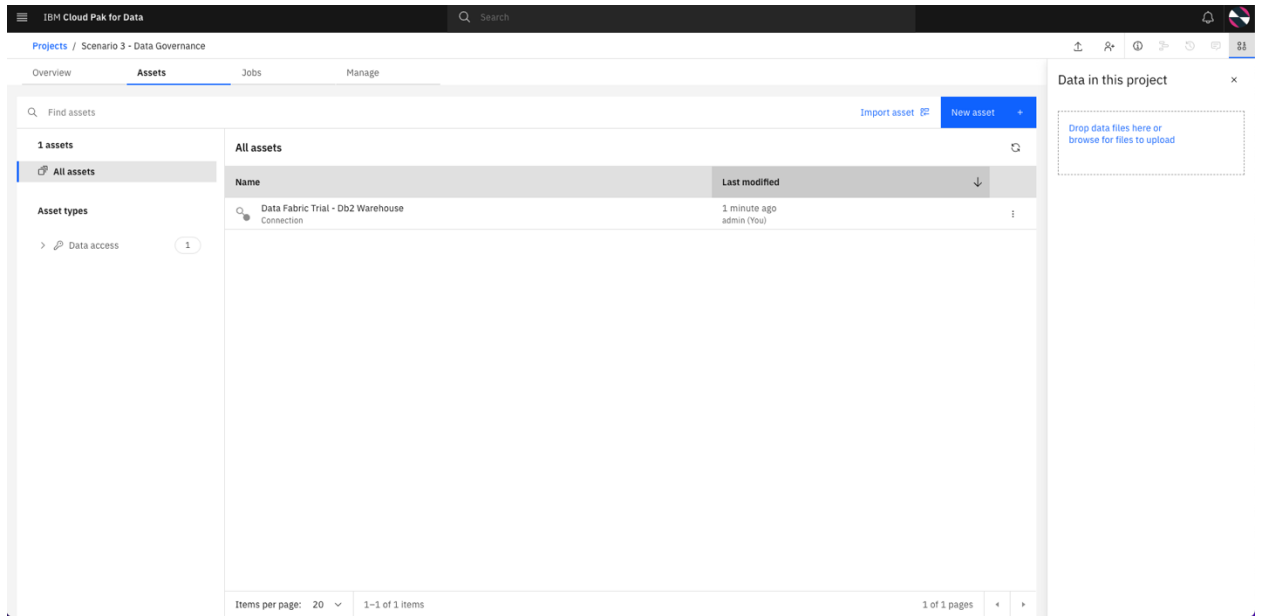 IBM Cloud Pak for Data
Search
Projects / Scenario 3 - Data Governance
Overview
Assets
Jobs
Manage
Data in this project
Find assets
Import asset
New asset +
Drop data files here or
browse for files to upload
1 assets
All assets
All assets
Name
Last modified
Asset types
Data Fabric Trial - Db2 Warehouse
Connection
1 minute ago
admin (You)
Data access
1
Items per page: 20
1–1 of 1 items
1 of 1 pages